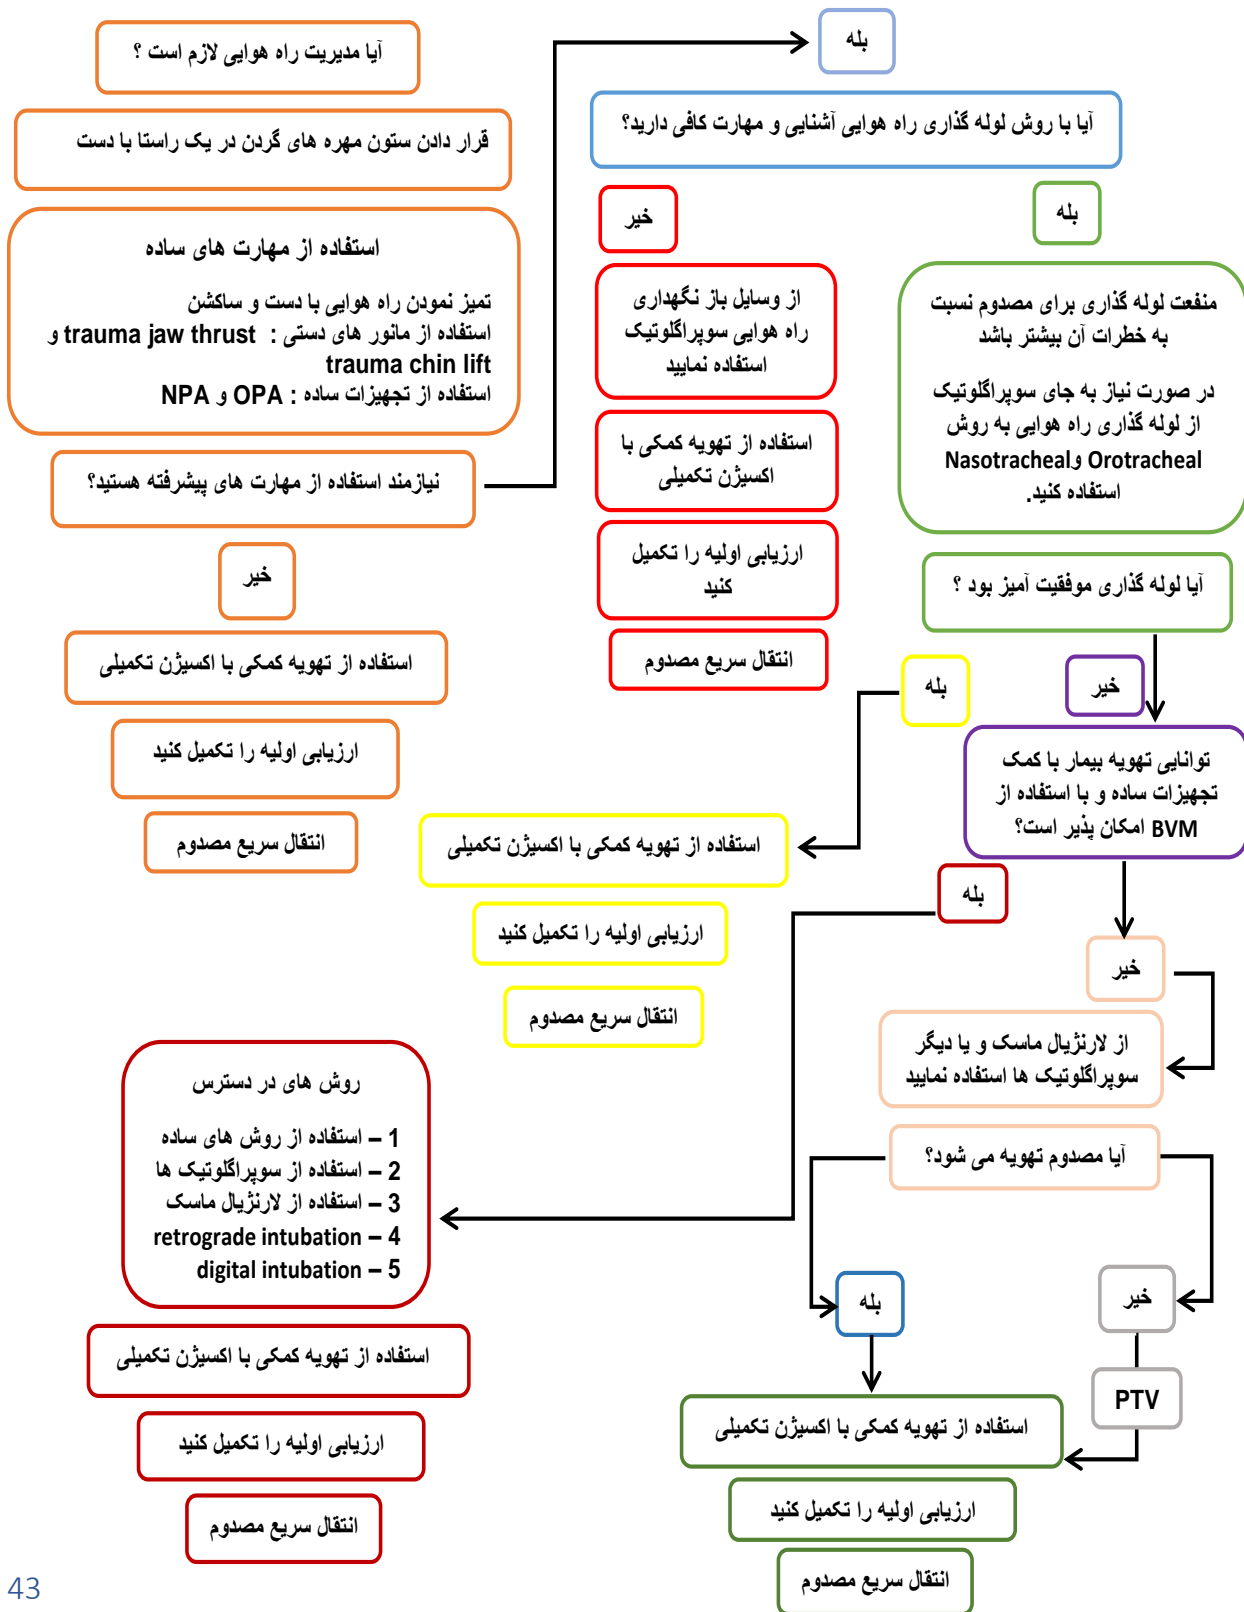 آیا مدیریت راه هوایی لازم است ؟
قرار دادن ستون مهره های گردن در یک راستا با دست
استفاده از مهارت های ساده
تمیز نمودن راه هوایی با دست و ساکشن
استفاده از مانور های دستی : trauma jaw thrust و
trauma chin lift
استفاده از تجهیزات ساده : OPA و NPA
نیازمند استفاده از مهارت های پیشرفته هستید؟
خیر
استفاده از تهویه کمکی با اکسیژن تکمیلی
ارزیابی اولیه را تکمیل کنید
انتقال سریع مصدوم
بله
آیا با روش لوله گذاری راه هوایی آشنایی و مهارت کافی دارید؟
خیر
از وسایل باز نگهداری
راه هوایی سوپراگلوتیک
استفاده نمایید
استفاده از تهویه کمکی با
اکسیژن تکمیلی
ارزیابی اولیه را تکمیل
کنید
انتقال سریع مصدوم
بله
منفعت لوله گذاری برای مصدوم نسبت
به خطرات آن بیشتر باشد
در صورت نیاز به جای سوپراگلوتیک
از لوله گذاری راه هوایی به روش
Orotracheal وNasotracheal
استفاده کنید.
آیا لوله گذاری موفقیت آمیز بود ؟
بله
استفاده از تهویه کمکی با اکسیژن تکمیلی
ارزیابی اولیه را تکمیل کنید
انتقال سریع مصدوم
خیر
توانایی تهویه بیمار با کمک
تجهیزات ساده و با استفاده از
BVM امکان پذیر است؟
بله
روش های در دسترس
1 – استفاده از روش های ساده
2 – استفاده از سوپراگلوتیک ها
3 – استفاده از لارنژیال ماسک
4 – retrograde intubation
5 – digital intubation
استفاده از تهویه کمکی با اکسیژن تکمیلی
ارزیابی اولیه را تکمیل کنید
انتقال سریع مصدوم
خیر
از لارنژیال ماسک و یا دیگر
سوپراگلوتیک ها استفاده نمایید
آیا مصدوم تهویه می شود؟
بله
خیر
PTV
استفاده از تهویه کمکی با اکسیژن تکمیلی
ارزیابی اولیه را تکمیل کنید
انتقال سریع مصدوم
43